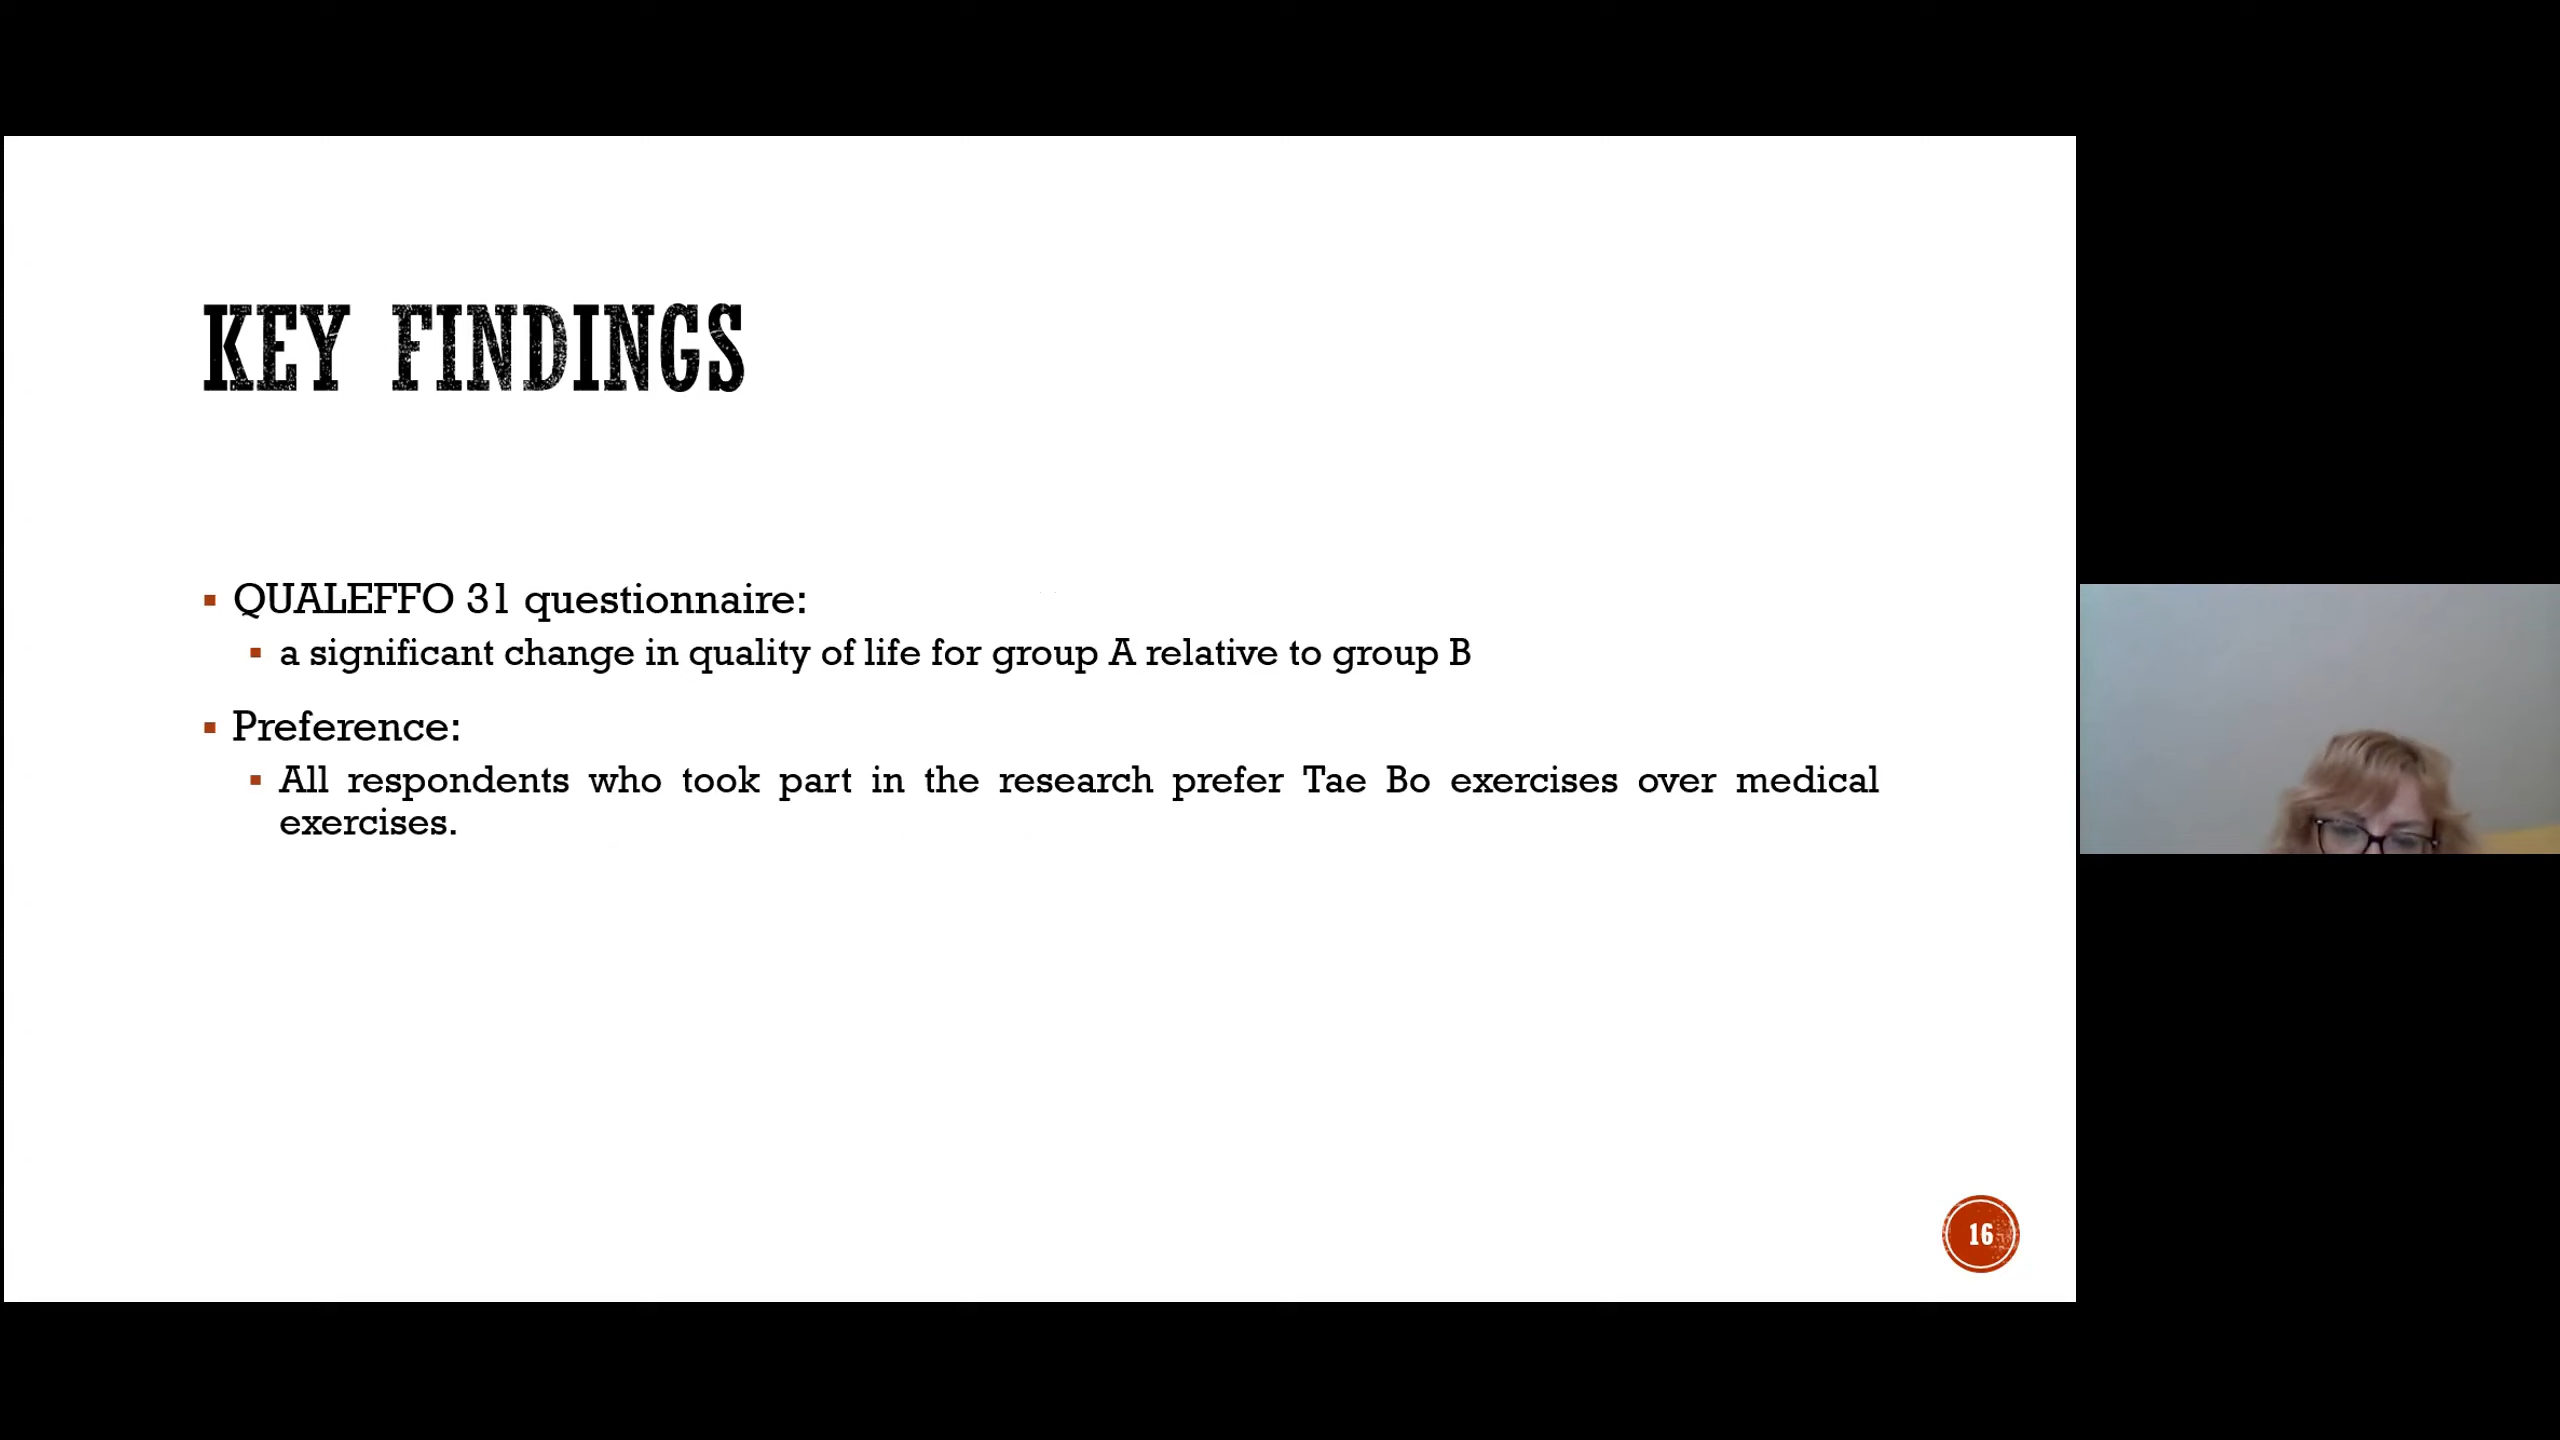 KEY FINDINGS
▪ QUALEFFO 31 questionnaire:
▪ a significant change in quality of life for group A relative to group B
▪ Preference:
▪ All respondents who took part in the research prefer Tae Bo exercises over medical
exercises.
16